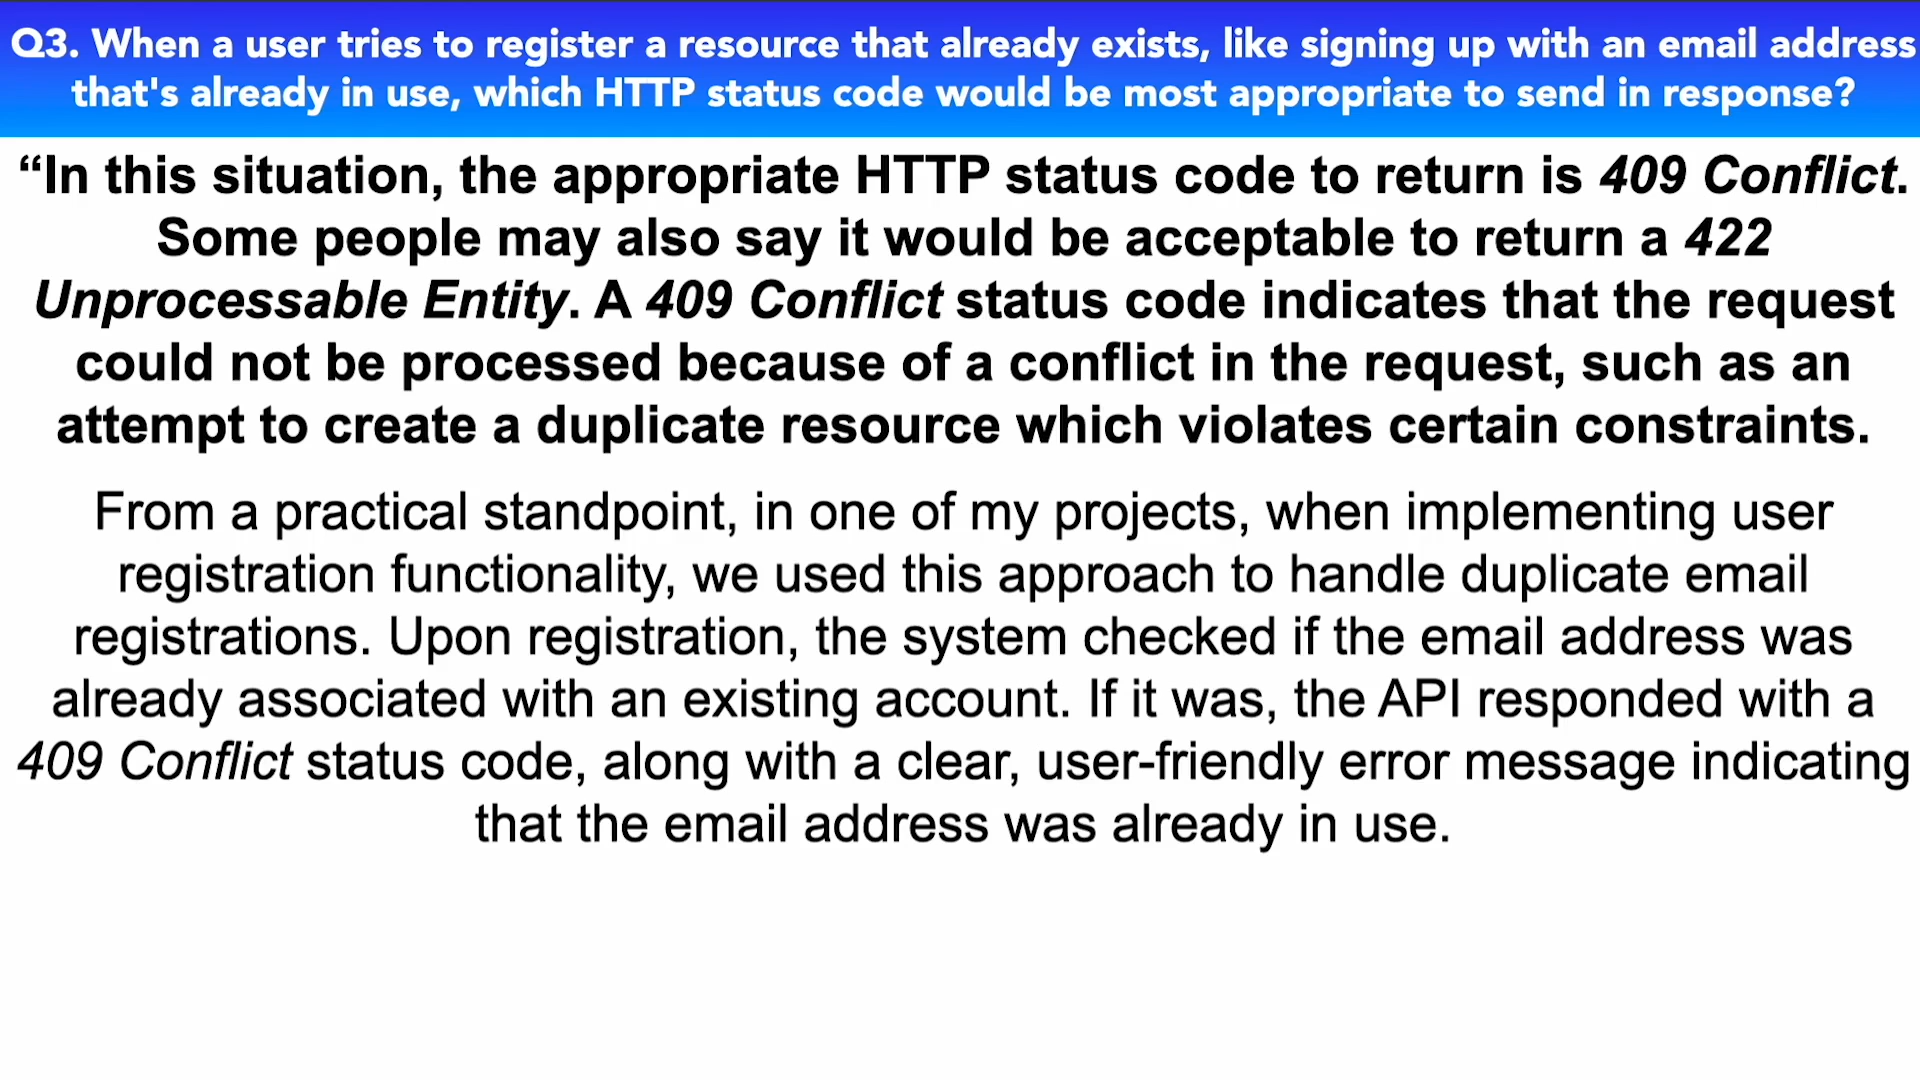 Q3. When a user tries to register a resource that already exists, like signing up with an email address
that's already in use, which HTTP status code would be most appropriate to send in response?
“In this situation, the appropriate HTTP status code to return is 409 Conflict.
Some people may also say it would be acceptable to return a 422
Unprocessable Entity. A 409 Conflict status code indicates that the request
could not be processed because of a conflict in the request, such as an
attempt to create a duplicate resource which violates certain constraints.
From a practical standpoint, in one of my projects, when implementing user
registration functionality, we used this approach to handle duplicate email
registrations. Upon registration, the system checked if the email address was
already associated with an existing account. If it was, the API responded with a
409 Conflict status code, along with a clear, user-friendly error message indicating
that the email address was already in use.